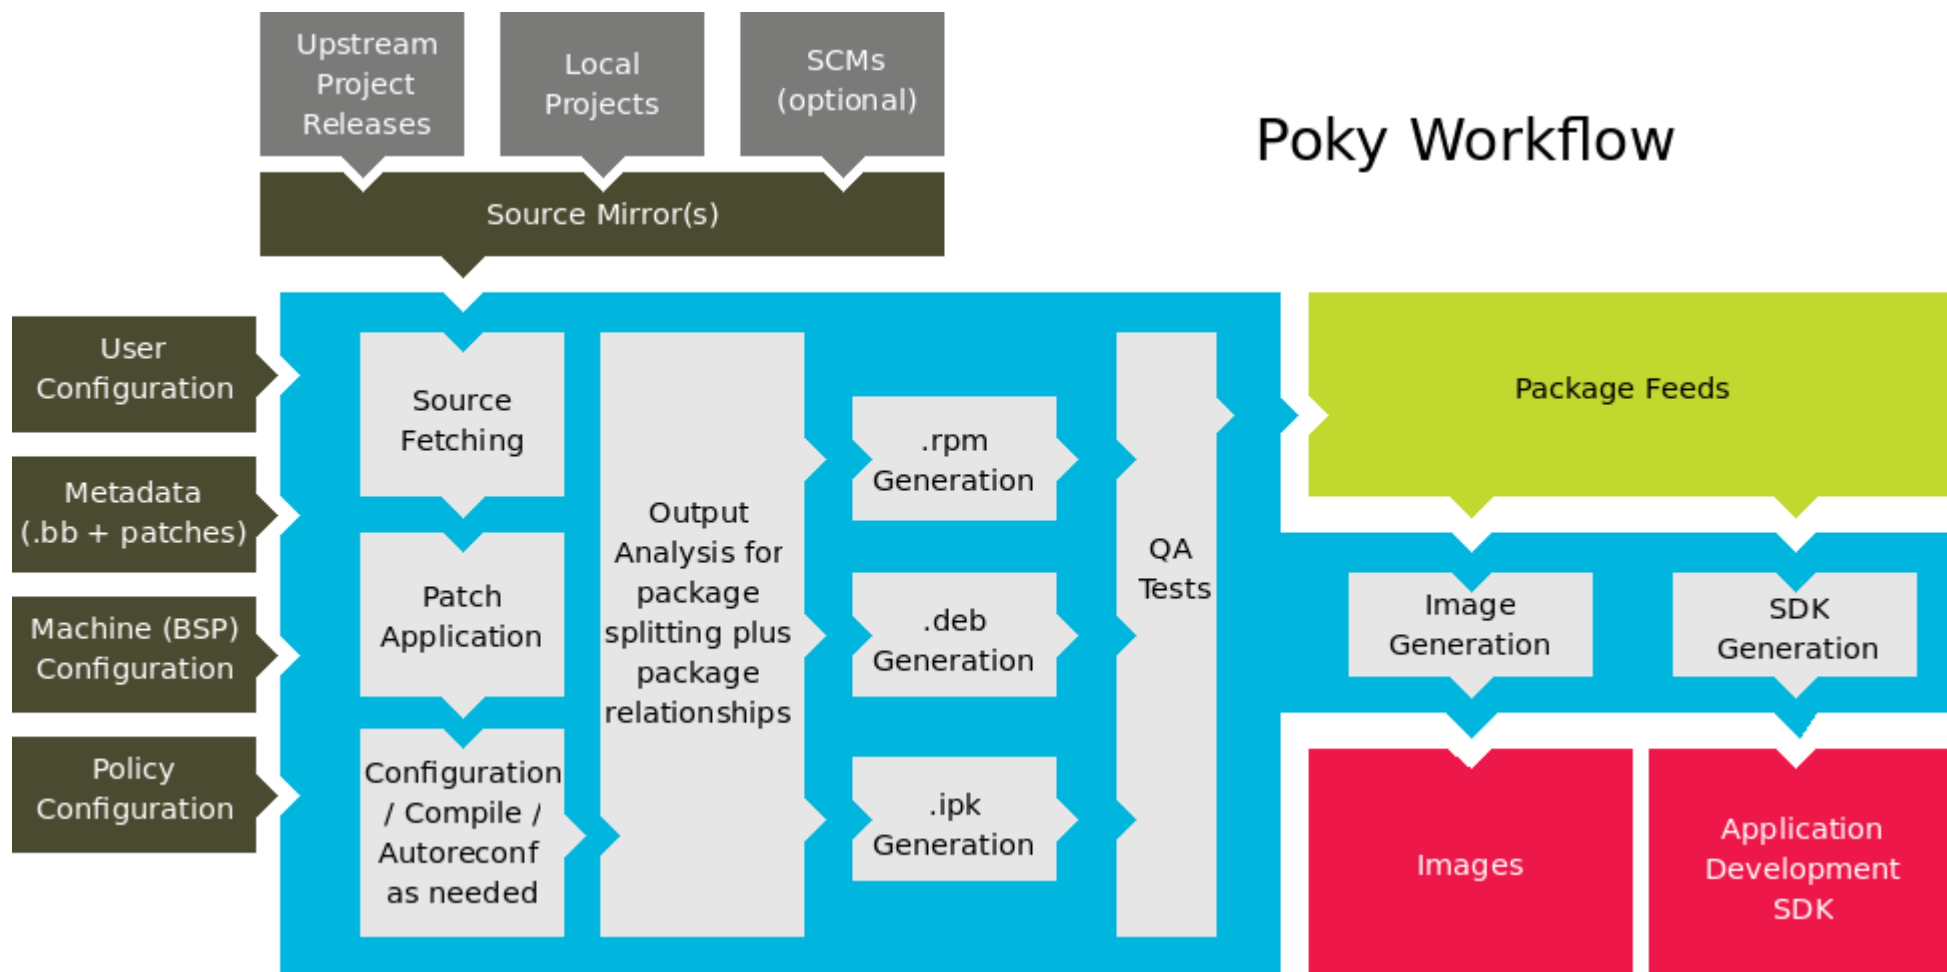 Upstream
Project
Releases
Local
Projects
SCMs
(optional)
Poky Workflow
Source Mirror(s)
User
Configuration
Metadata
(.bb + patches)
Machine (BSP)
Configuration
Policy
Configuration
Source
Fetching
Patch
Application
Configuration
/ Compile /
Autoreconf
as needed
Output
Analysis for
package
splitting plus
package
relationships
.rpm
Generation
.deb
Generation
.ipk
Generation
QA
Tests
Package Feeds
Image
Generation
SDK
Generation
Images
Application
Development
SDK